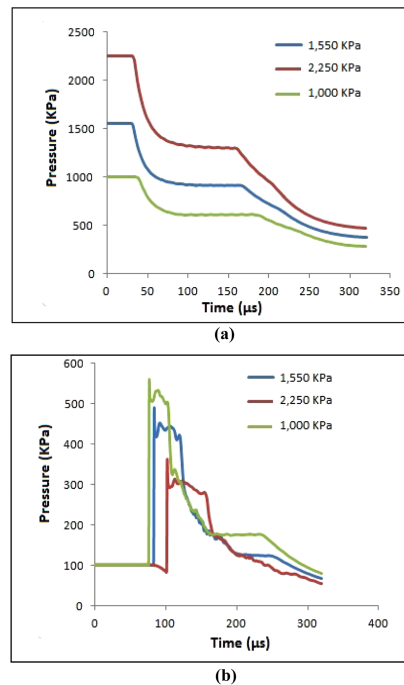 2500
2000
1500
1000
500
0
Pressure (KPa)
1,550 KPa
2,250 KPa
1,000 KPa
0 50 100 150 200 250 300 350
Time (µs)
(a)
600
500
400
300
200
100
0
Pressure (KPa)
1,550 KPa
2,250 KPa
1,000 KPa
0 100 200 300 400
Time (µs)
(b)